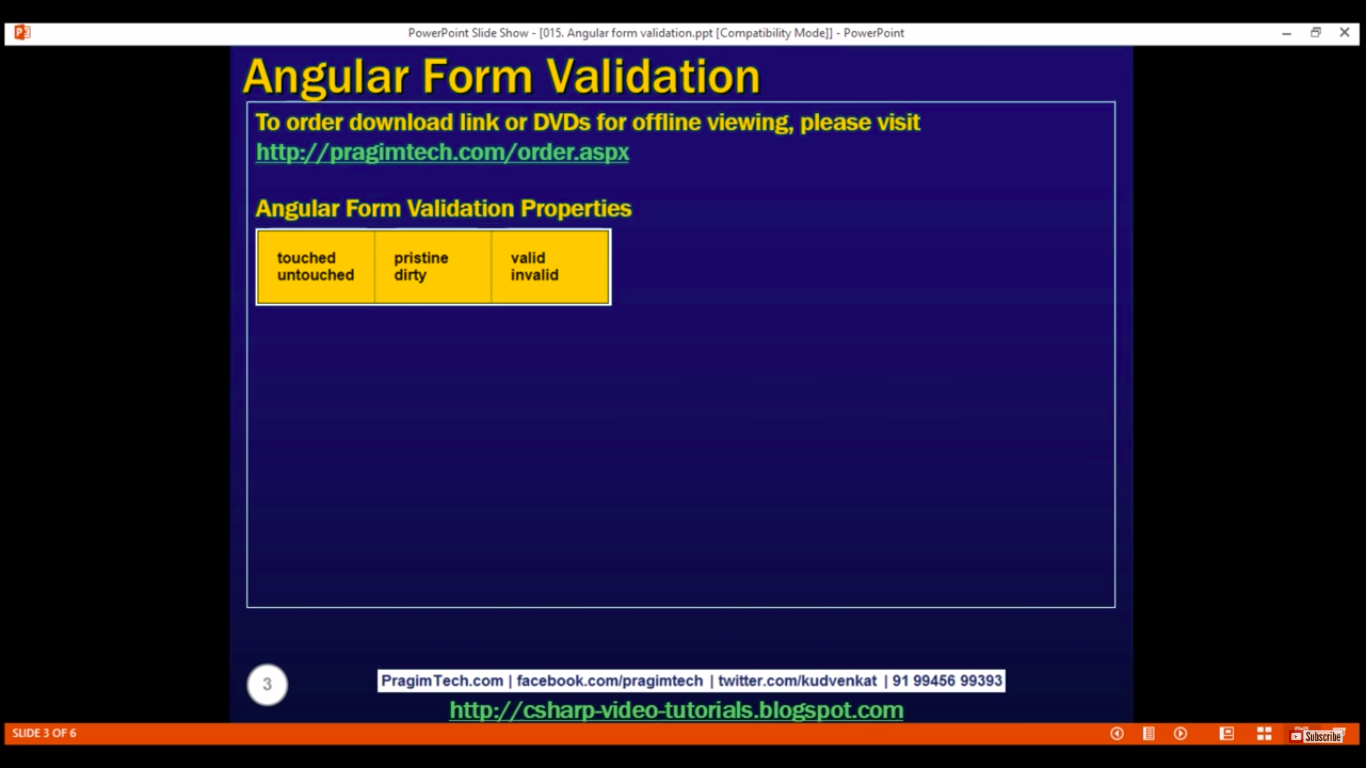 PowerPoint Slide Show - [015. Angular form validation.ppt [Compatibility Mode]] - PowerPoint
Angular Form Validation
To order download link or DVDs for offline viewing, please visit
http://pragimtech.com/order.aspx
Angular Form Validation Properties
touched pristine valid
untouched dirty invalid
3
PragimTech.com | facebook.com/pragimtech | twitter.com/kudvenkat | 91 99456 99393
http://csharp-video-tutorials.blogspot.com
SLIDE 3 OF 6
Subscribe